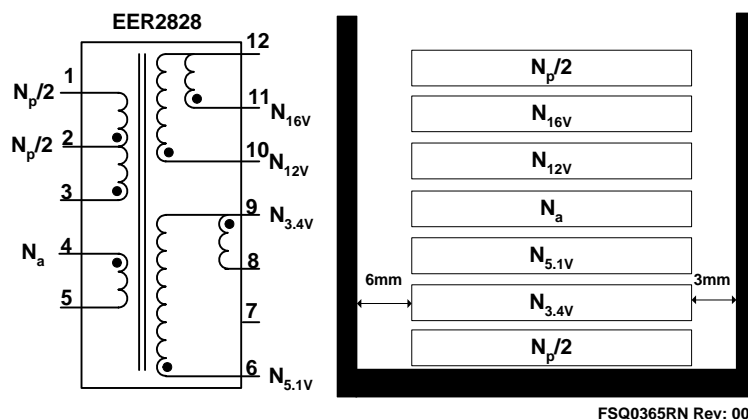 EER2828
1
N_p/2
2
N_p/2
3
4
N_a
5
12
11
N_16V
10
N_12V
9
N_3.4V
8
7
6
N_5.1V
N_p/2
N_16V
N_12V
N_a
N_5.1V
6mm
3mm
N_3.4V
N_p/2
FSQ0365RN Rev: 00